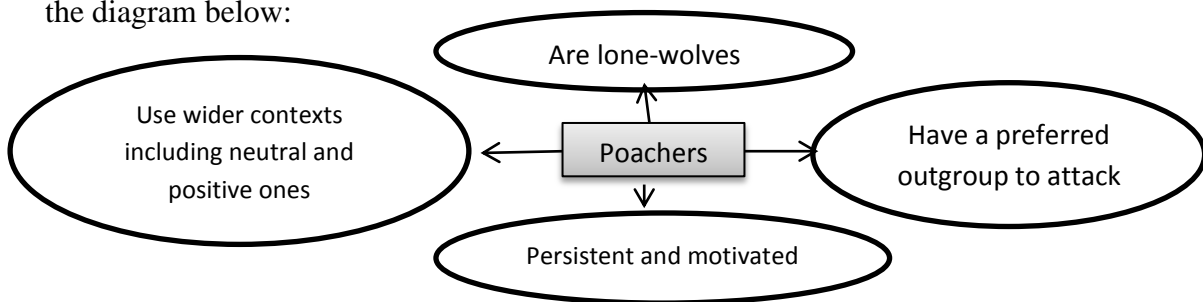 the diagram below:
Are lone-wolves
Use wider contexts
including neutral and
positive ones
Poachers
Have a preferred
outgroup to attack
Persistent and motivated